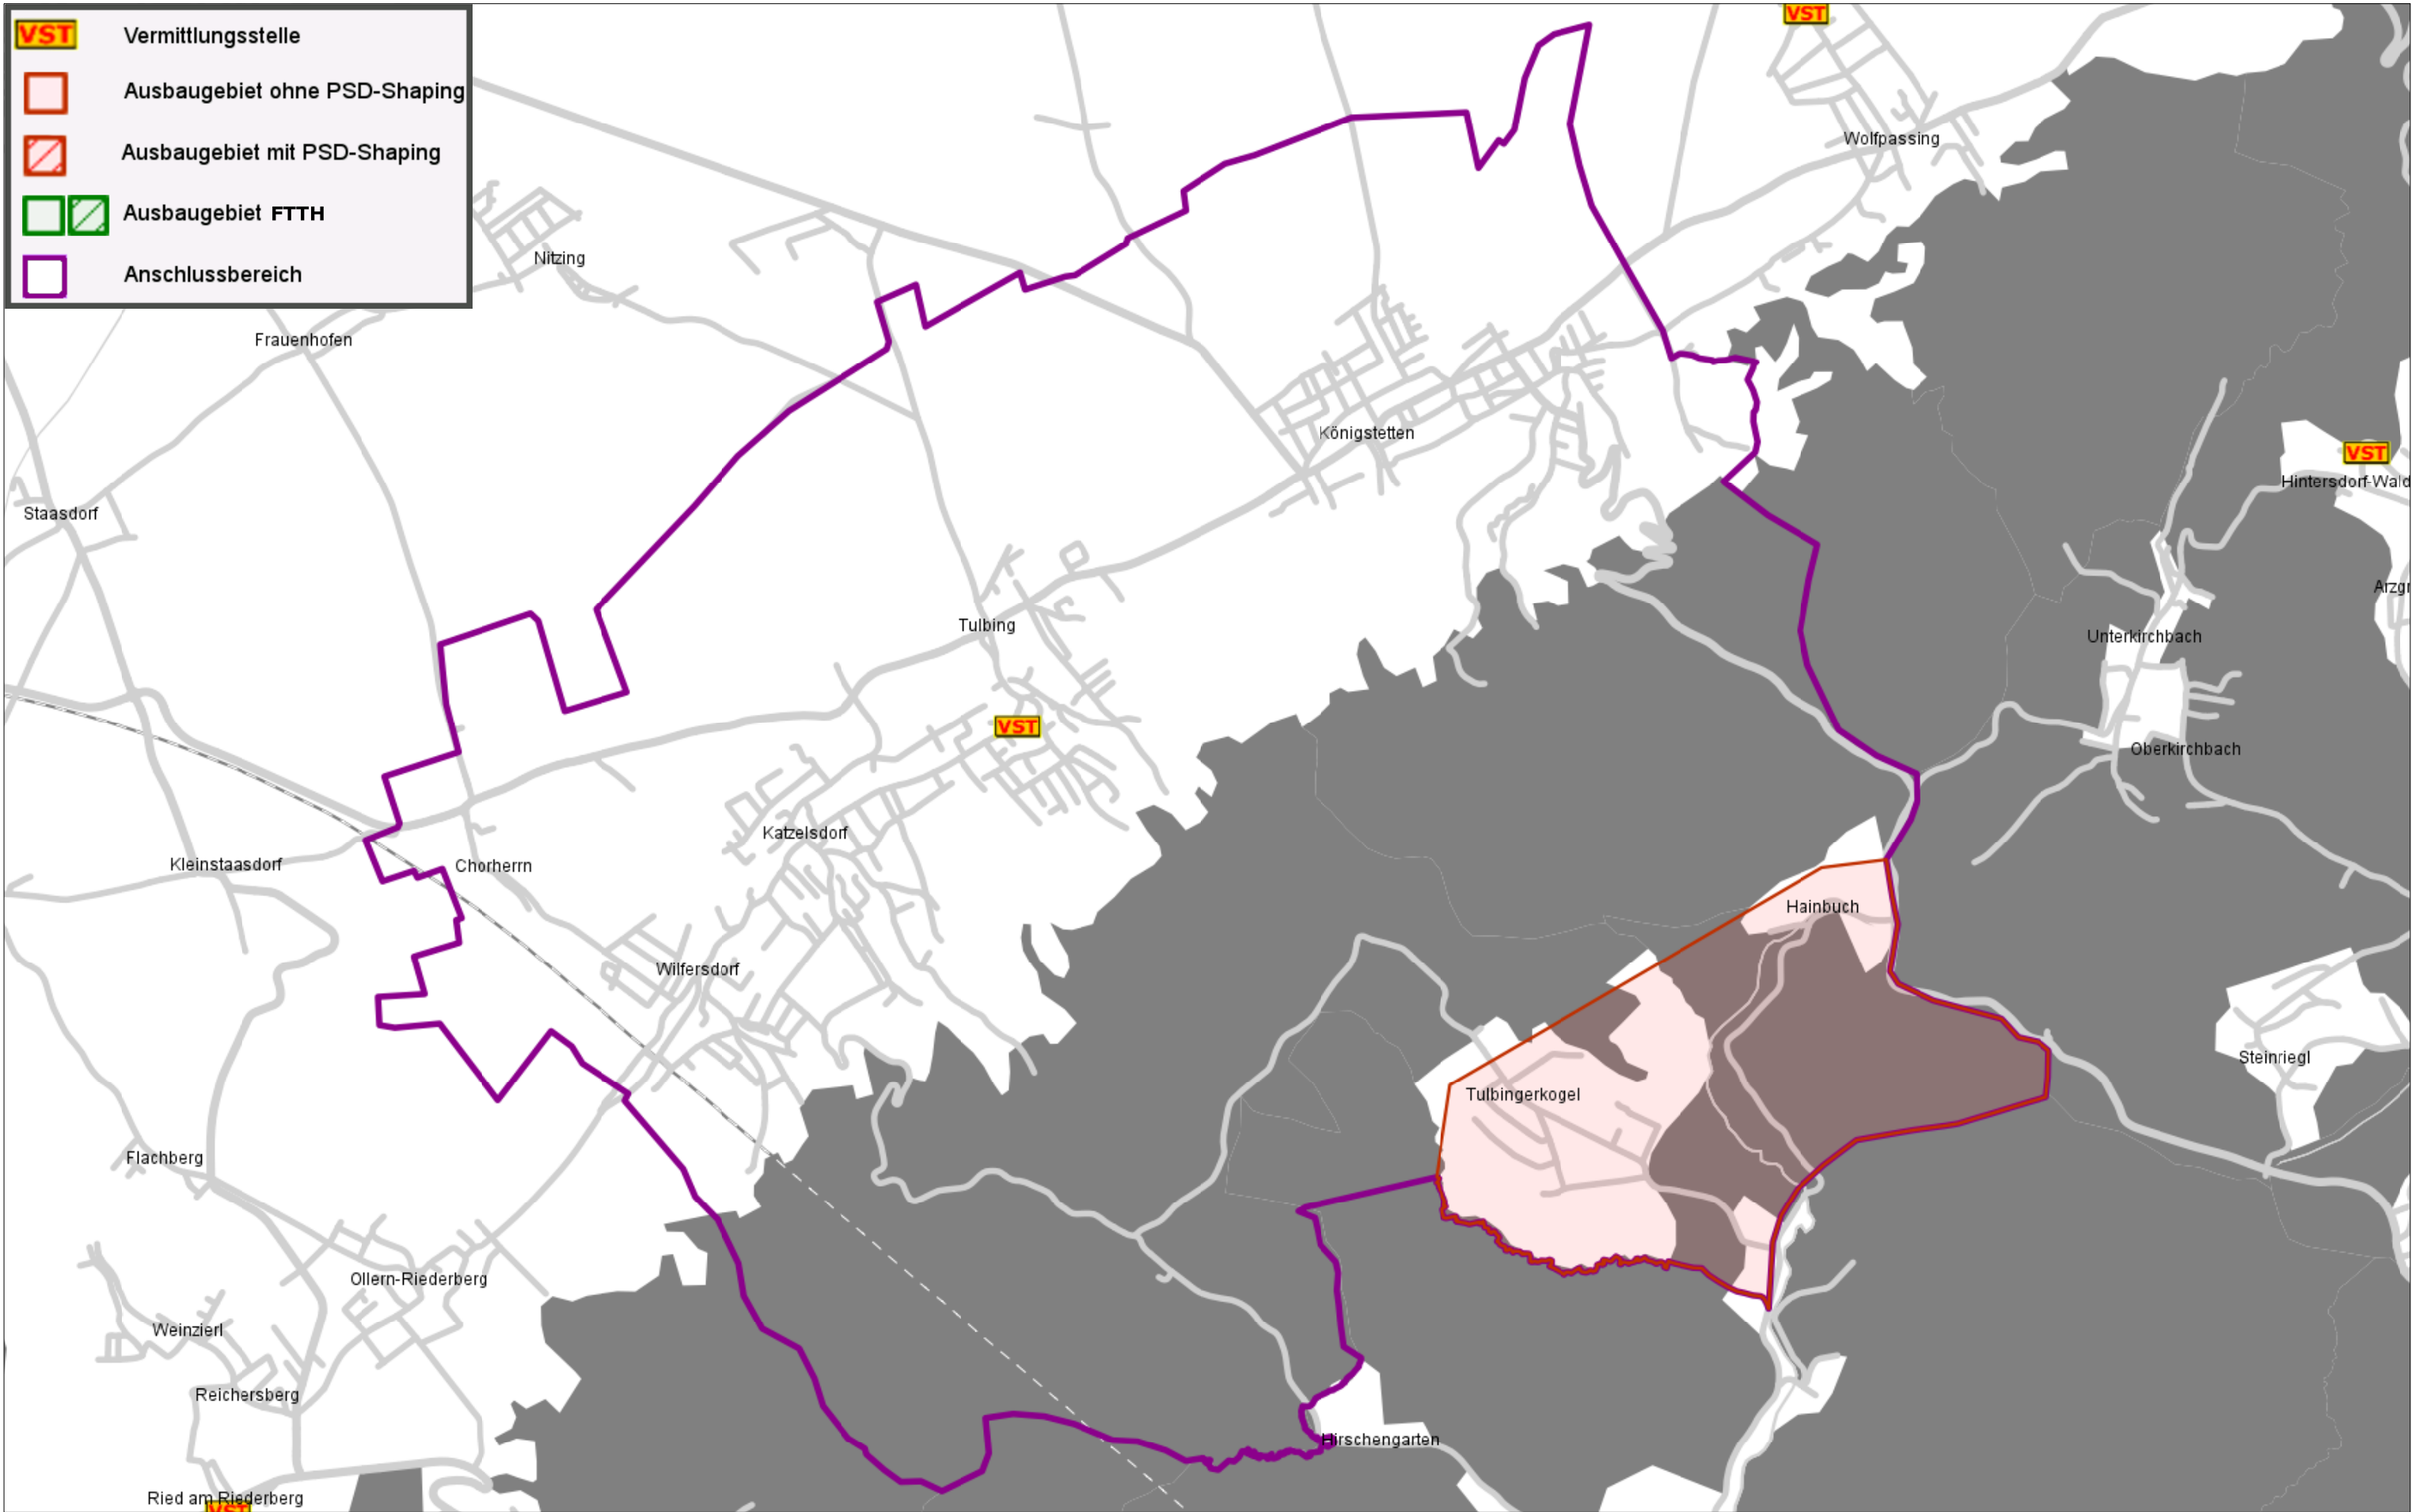 VST Vermittlungsstelle
Ausbaugebiet ohne PSD-Shaping
Ausbaugebiet mit PSD-Shaping
Ausbaugebiet FTTH
Anschlussbereich
VST
Wolfpassing
Nitzing
Frauenhofen
Königstetten
VST
Hintersdorf-Wald
Staasdorf
Arzgr
Tulbing
Unterkirchbach
VST
Oberkirchbach
Katzelsdorf
Kleinstaasdorf
Chorherrn
Hainbuch
Wilfersdorf
Steinriegl
Tulbingerkogel
Flachberg
Ollern-Riederberg
Weinzierl
Reichersberg
Hirschengarten
Ried am Riederberg
VST